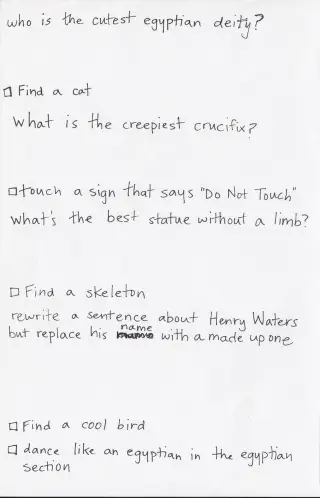 who is the cutest egyptian deity?
□ Find a cat
What is the creepiest crucifix?
□ touch a sign that says "Do Not Touch"
What's the best statue without a limb?
□ Find a skeleton
rewrite a sentence about Henry Waters
but replace his name with a made up one
□ Find a cool bird
□ dance like an egyptian in the egyptian
section